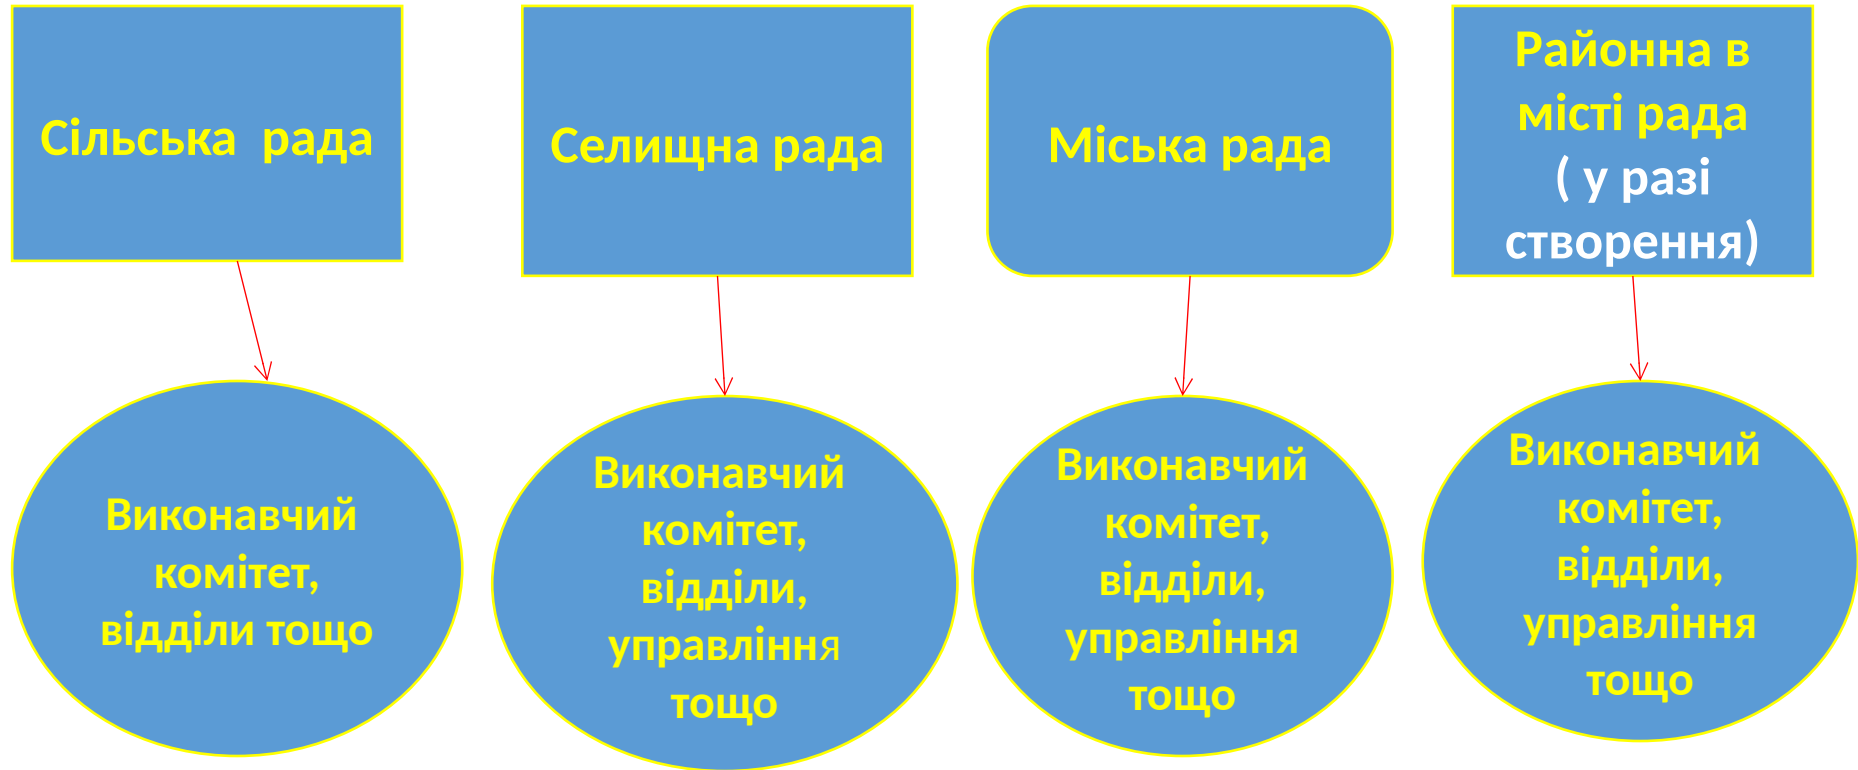 Сільська  рада
Селищна рада
Міська рада
Районна в
місті рада
( у разі
створення)
Виконавчий
комітет,
відділи тощо
Виконавчий
комітет,
відділи,
управління
тощо
Виконавчий
комітет,
відділи,
управління
тощо
Виконавчий
комітет,
відділи,
управління
тощо